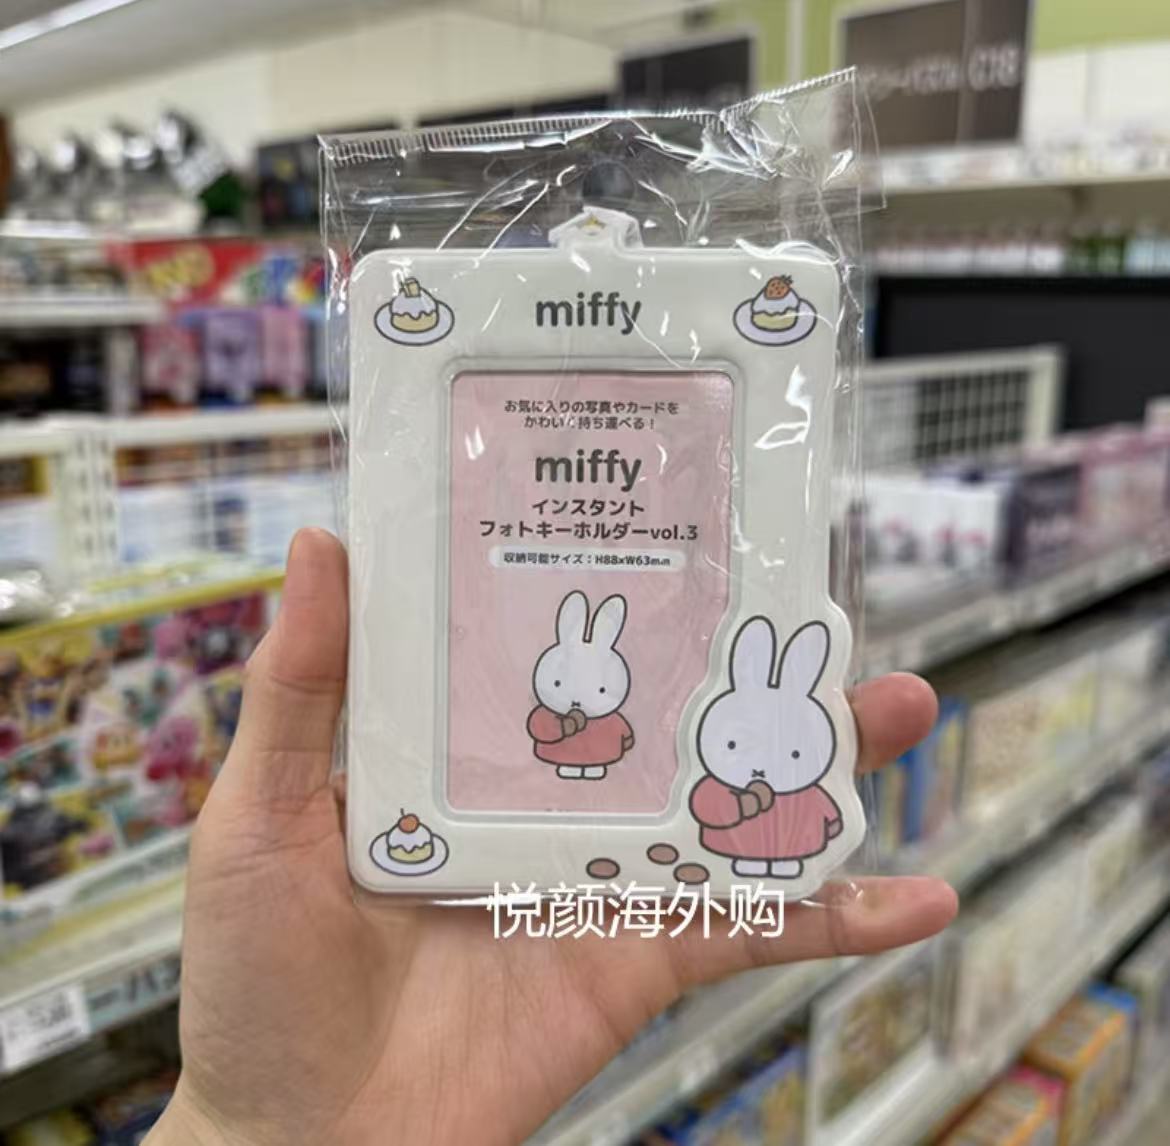 miffy
お気に入りの写真やカードを
かわいく持ち運べる!
miffy
インスタント
フォトキーホルダーvol.3
収納可能サイズ:H88×W63mm
悦颜海外购